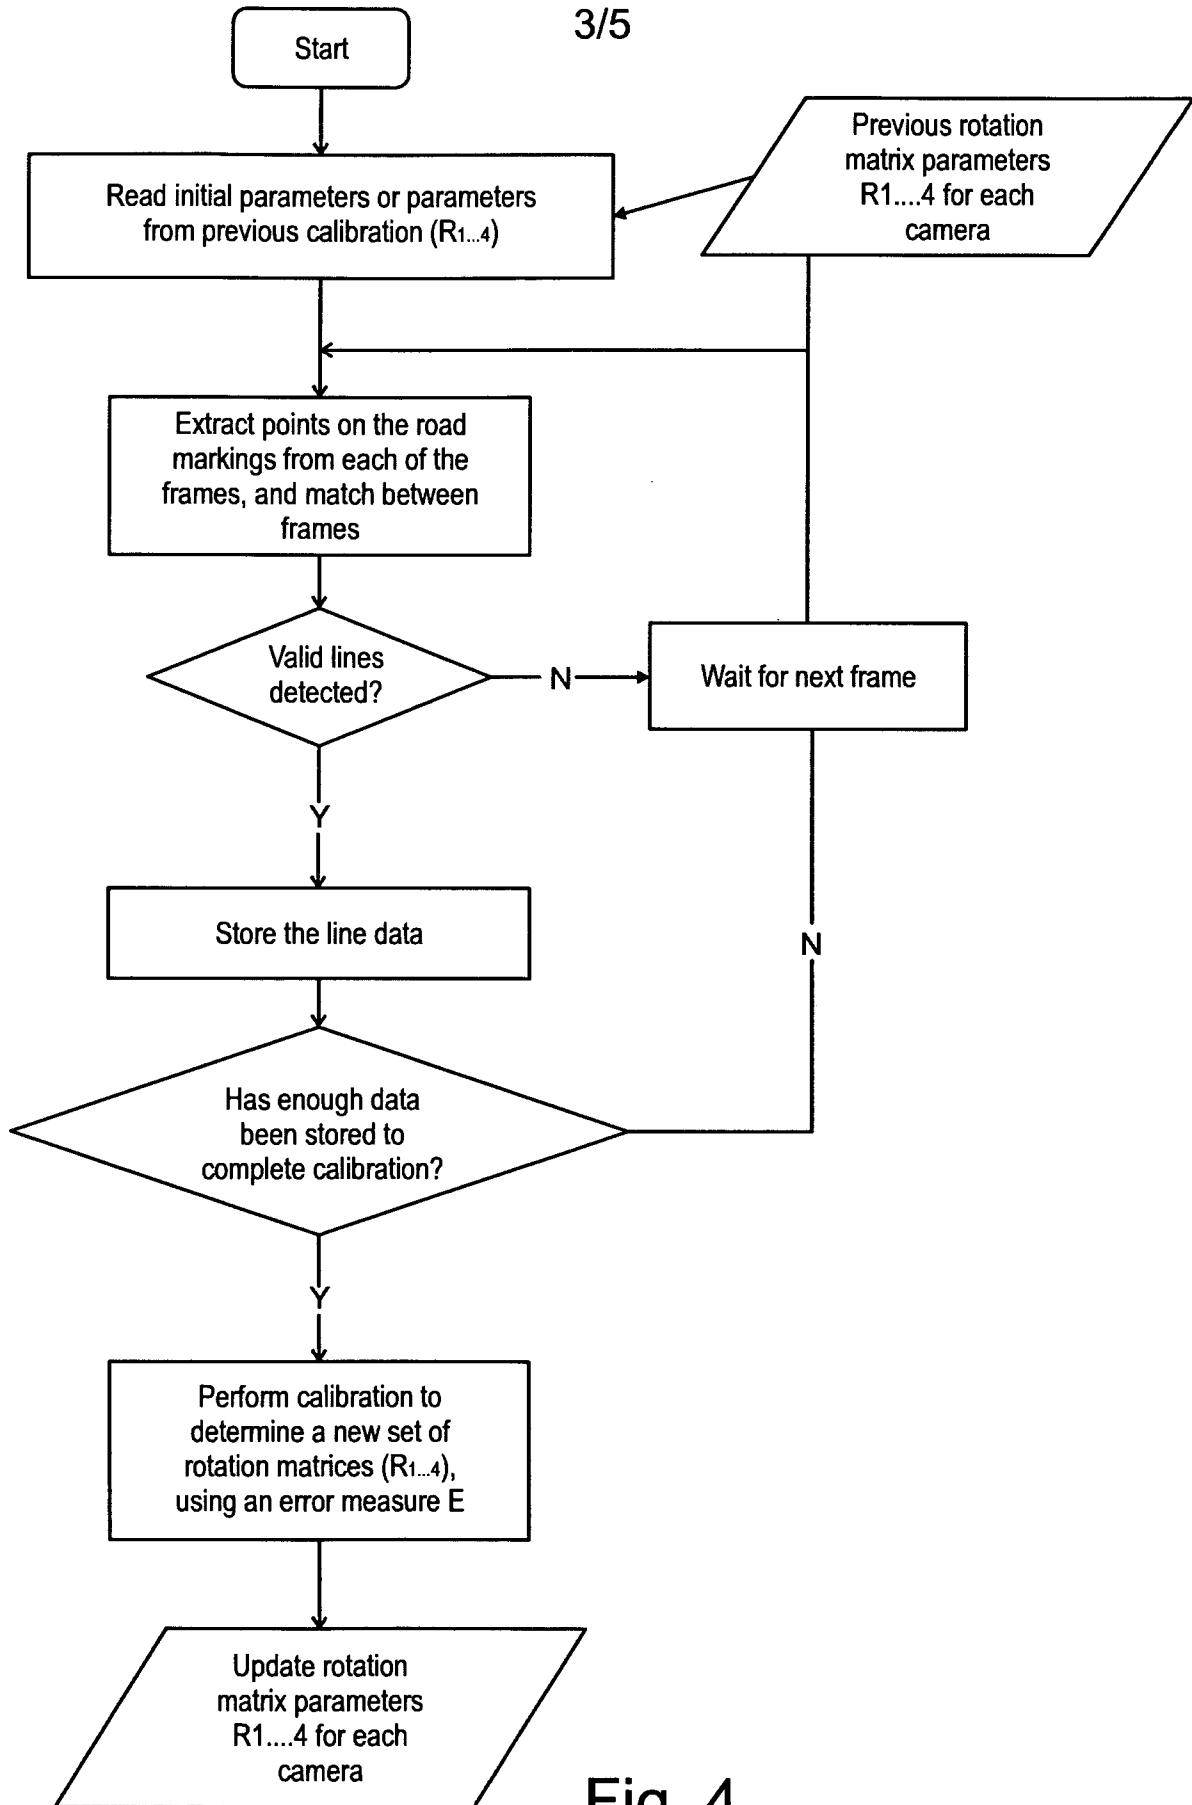 3/5
Start
Previous rotation
matrix parameters
R1....4 for each
camera
Read initial parameters or parameters
from previous calibration (R1...4)
Extract points on the road
markings from each of the
frames, and match between
frames
Valid lines
detected?
N
Wait for next frame
Y
Store the line data
N
Has enough data
been stored to
complete calibration?
Y
Perform calibration to
determine a new set of
rotation matrices (R1...4),
using an error measure E
Update rotation
matrix parameters
R1....4 for each
camera
Fig. 4